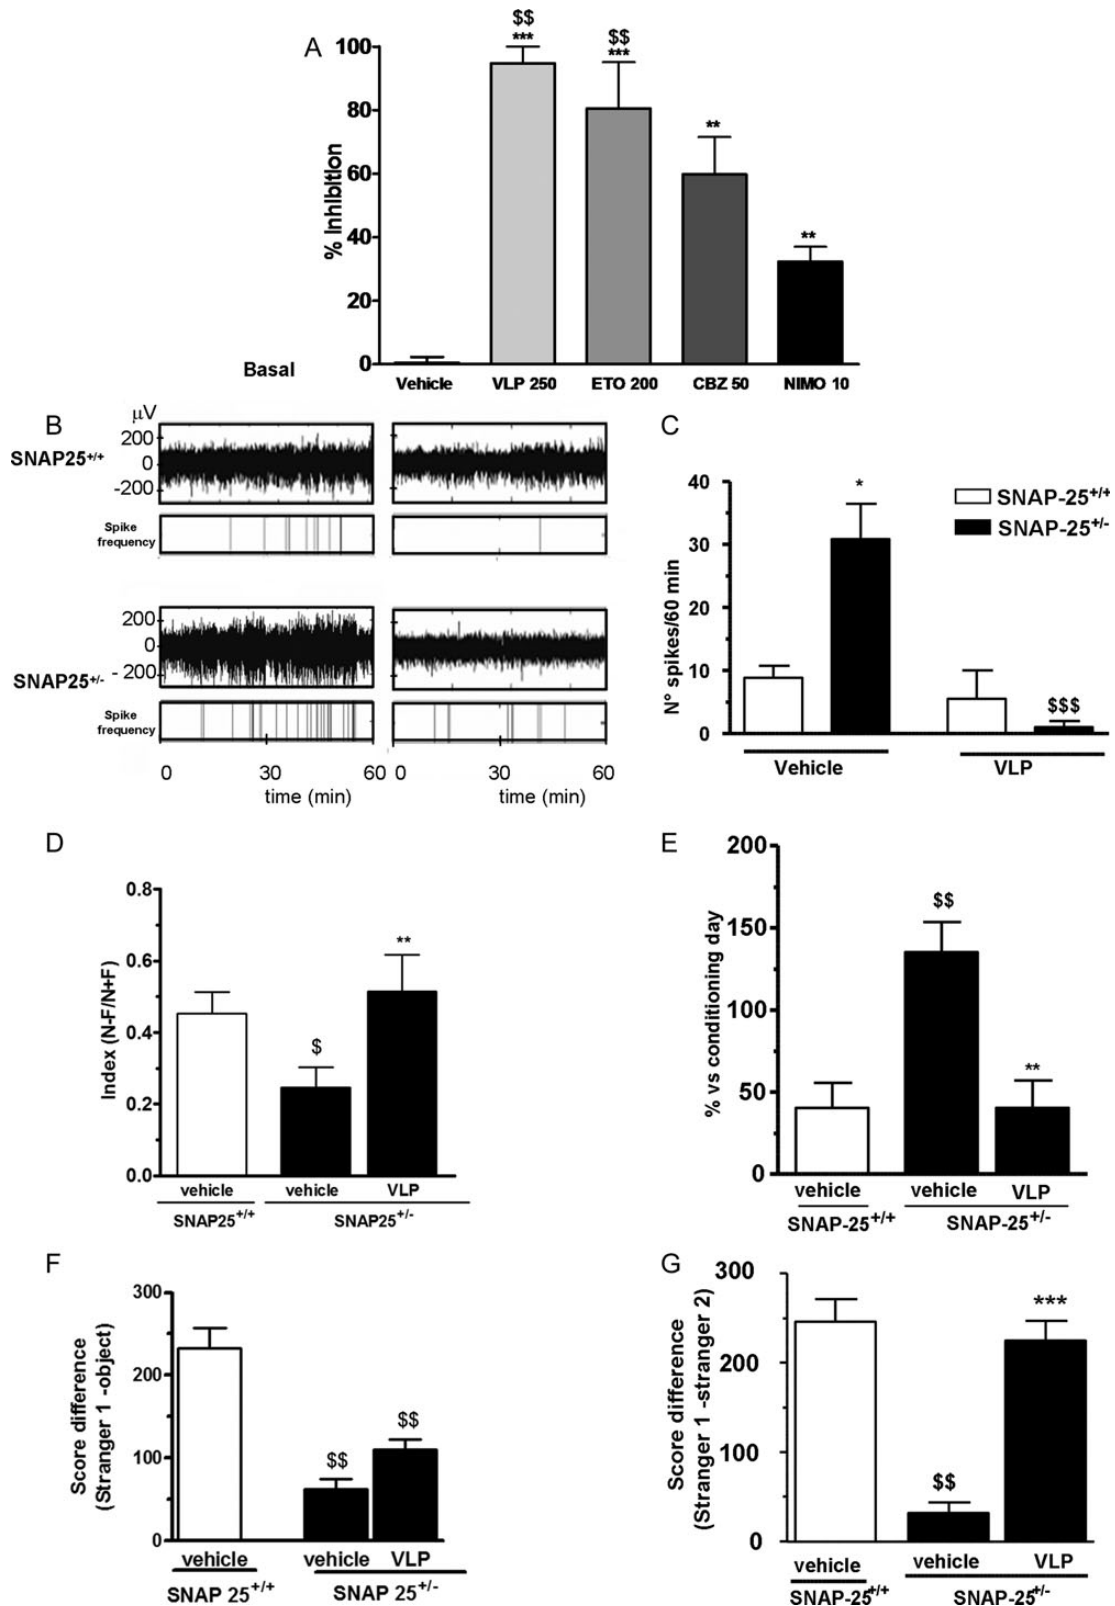 A
$$
***
$$
***
**
**
100
80
60
40
20
0
% Inhibition
Basal
Vehicle VLP 250 ETO 200 CBZ 50 NIMO 10
B
µV
SNAP25+/+
200
0
-200
Spike
frequency
SNAP25+/-
200
0
- 200
Spike
frequency
0 30 60 0 30 60
time (min) time (min)
C
40
30
20
10
0
N° spikes/60 min
*
$$$
SNAP-25+/+
SNAP-25+/-
Vehicle VLP
D
0.8
0.6
0.4
0.2
0.0
Index (N-F/N+F)
$
**
vehicle vehicle VLP
SNAP25+/+ SNAP25+/-
E
200
150
100
50
0
% vs conditioning day
$$
**
vehicle vehicle VLP
SNAP-25+/+ SNAP-25+/-
F
300
200
100
0
Score difference
(Stranger 1 -object)
$$
$$
vehicle vehicle VLP
SNAP 25+/+ SNAP 25+/-
G
300
200
100
0
Score difference
(Stranger 1 -stranger 2)
$$
***
vehicle vehicle VLP
SNAP-25+/+ SNAP-25+/-